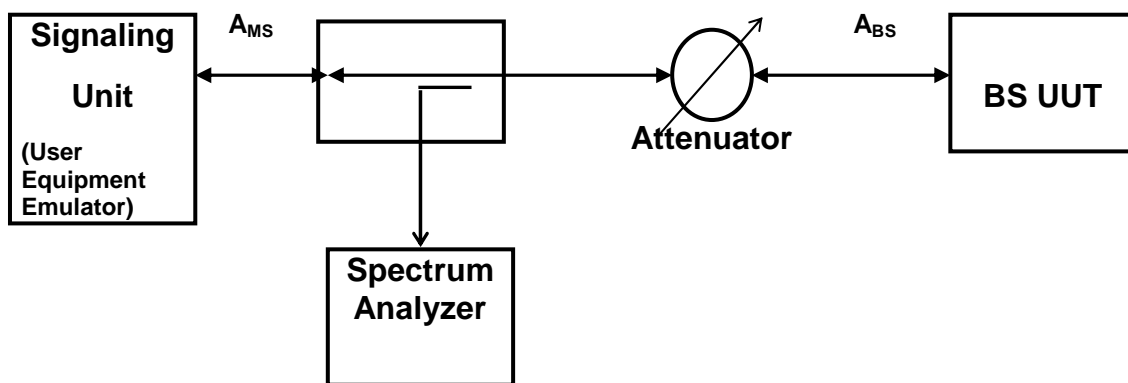 Signaling
Unit
(User
Equipment
Emulator)
AMS
Attenuator
ABS
BS UUT
Spectrum
Analyzer